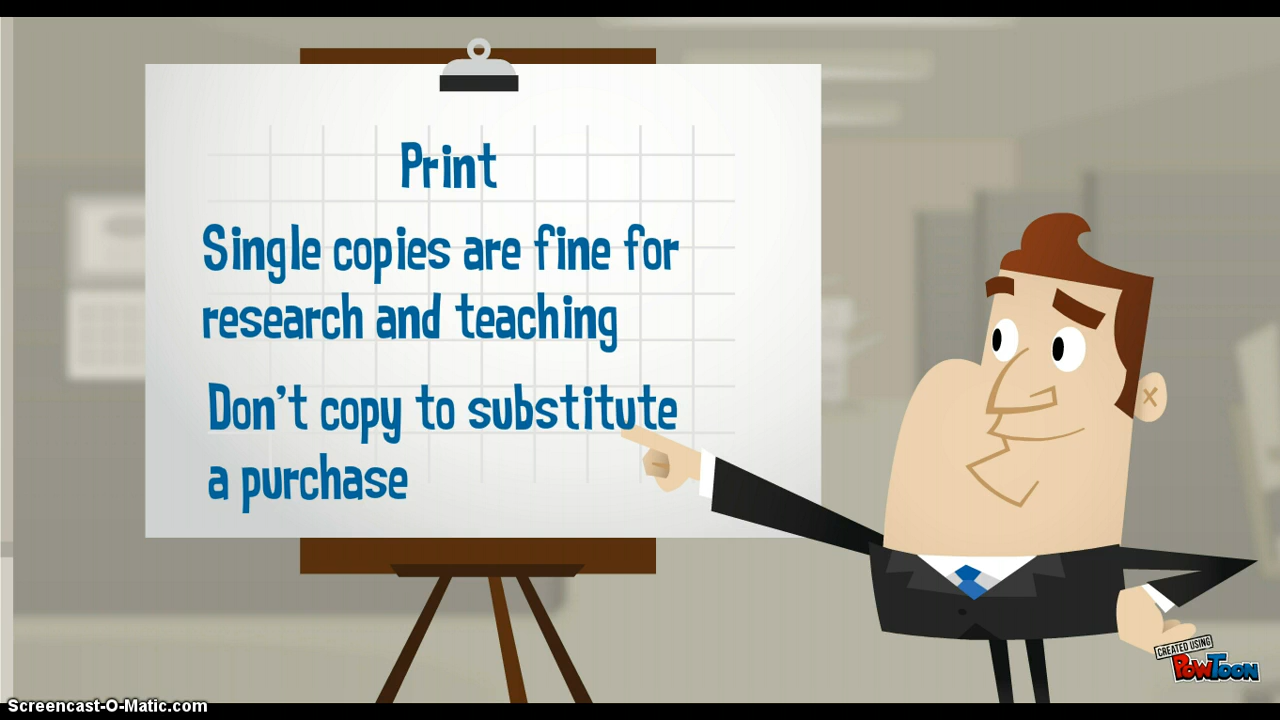 Print
Single copies are fine for
research and teaching
Don't copy to substitute
a purchase
CREATED USING
POWTOON
Screencast-O-Matic.com